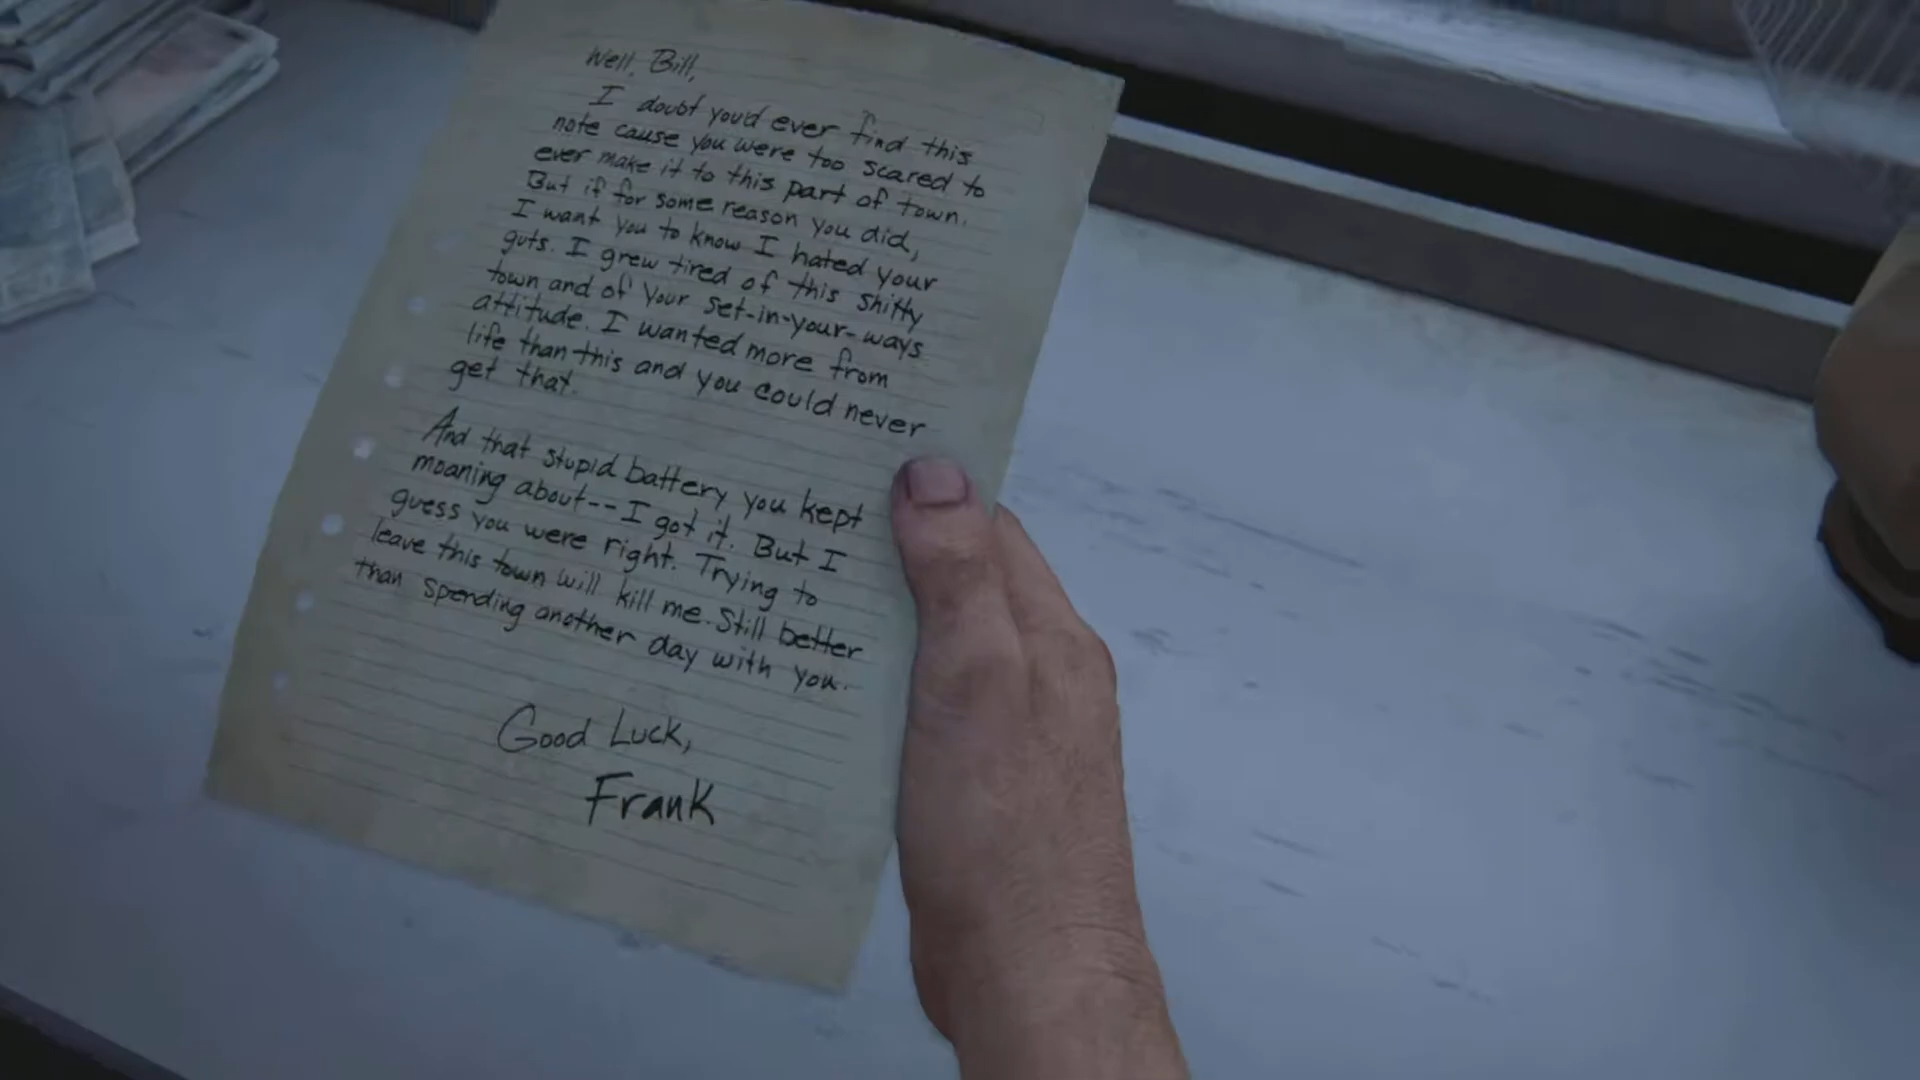 Well, Bill,
I doubt you'd ever find this
note cause you were too scared to
ever make it to this part of town.
But if for some reason you did,
I want you to know I hated your
guts. I grew tired of this shitty
town and of your set-in-your-ways
attitude. I wanted more from
life than this and you could never
get that.
And that stupid battery you kept
moaning about--I got it. But I
guess you were right. Trying to
leave this town will kill me. Still better
than spending another day with you.
Good Luck,
Frank